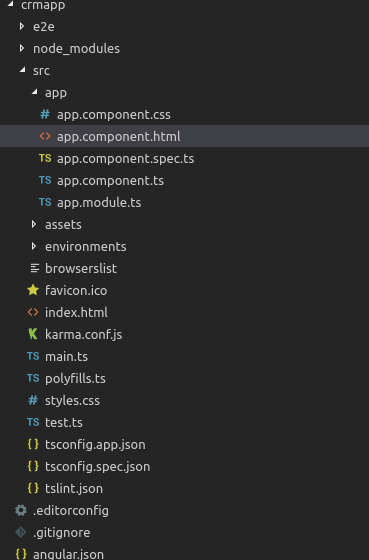 crmapp
e2e
node_modules
src
app
app.component.css
app.component.html
app.component.spec.ts
app.component.ts
app.module.ts
assets
environments
browserslist
favicon.ico
index.html
karma.conf.js
main.ts
polyfills.ts
styles.css
test.ts
tsconfig.app.json
tsconfig.spec.json
tslint.json
.editorconfig
.gitignore
angular.json